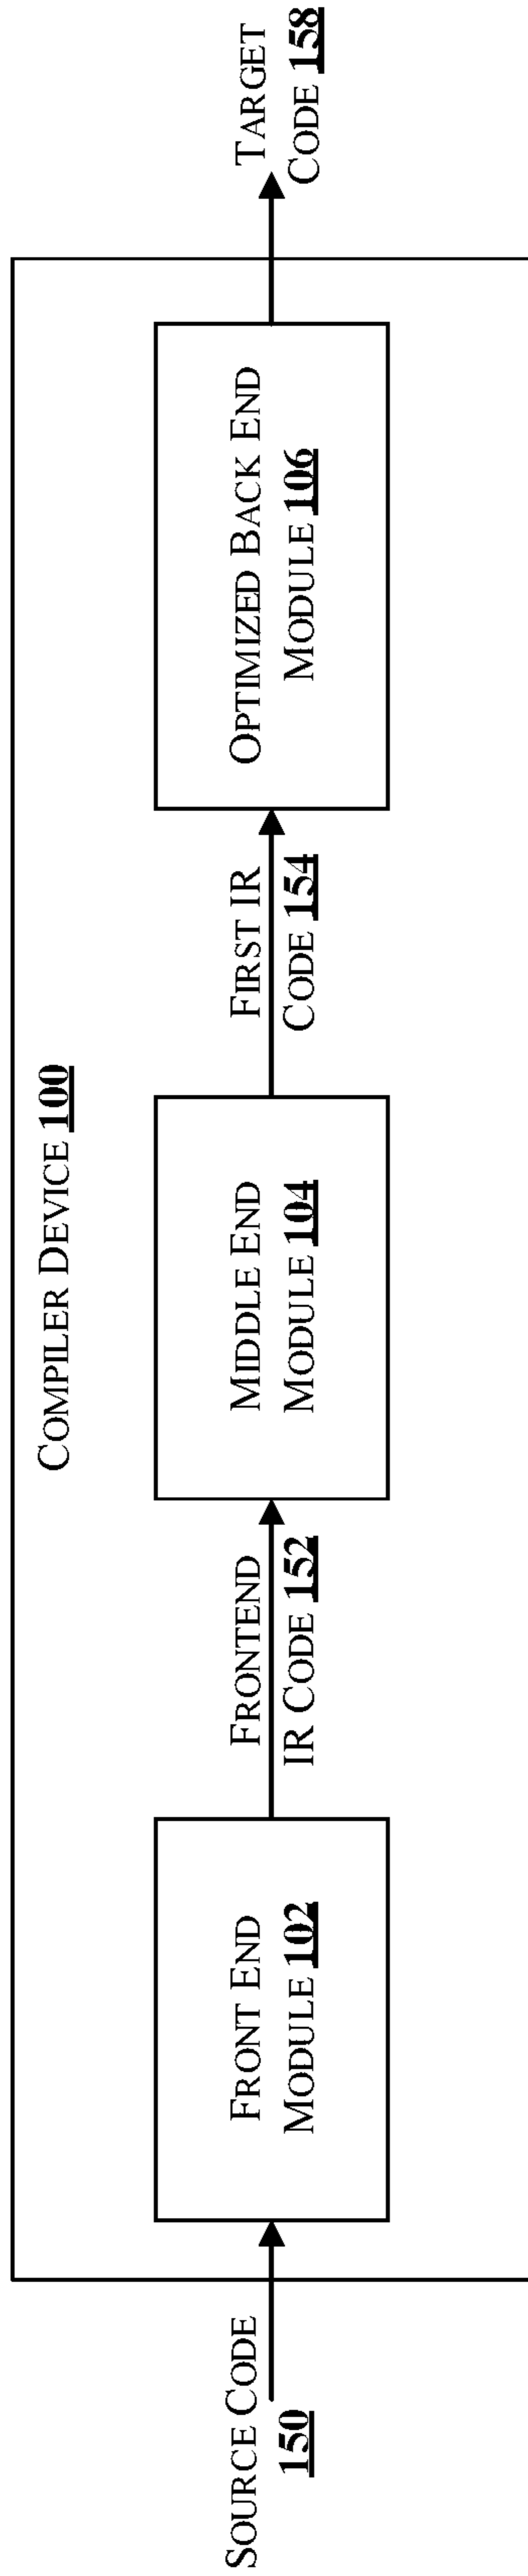 COMPILER DEVICE 100
SOURCE CODE
150
FRONT END
MODULE 102
FRONTEND
IR CODE 152
MIDDLE END
MODULE 104
FIRST IR
CODE 154
OPTIMIZED BACK END
MODULE 106
TARGET
CODE 158